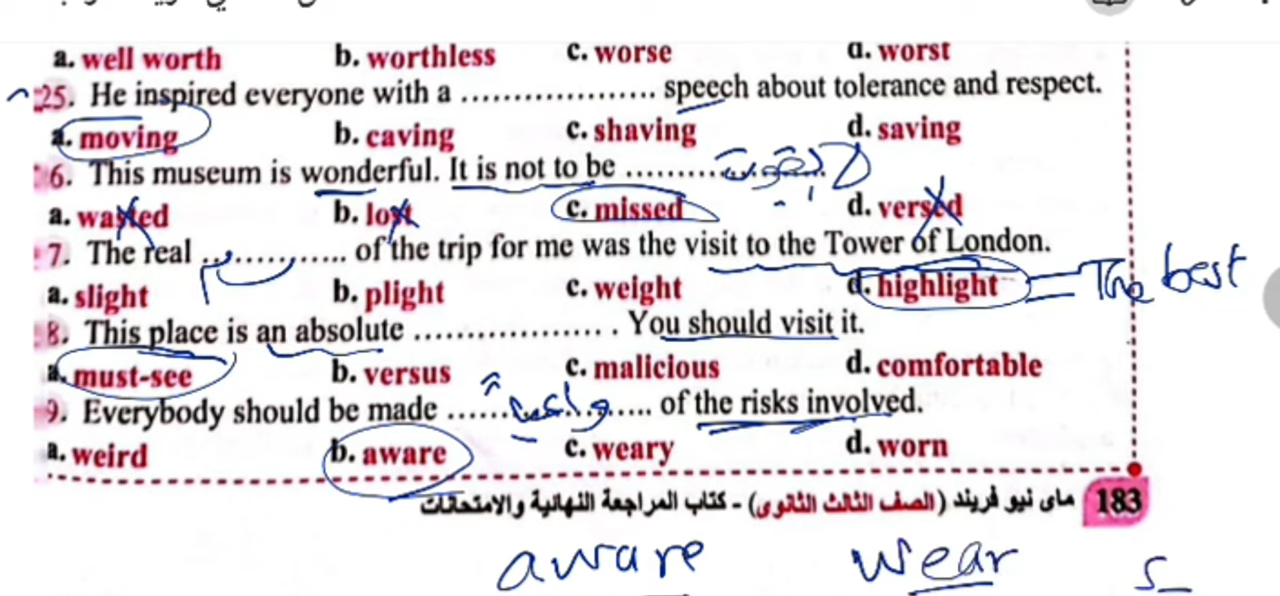 a. well worth b. worthless c. worse d. worst
25. He inspired everyone with a .................... speech about tolerance and respect.
a. moving b. caving c. shaving d. saving
26. This museum is wonderful. It is not to be ....................
a. wasted b. lost c. missed d. versed
7. The real .............. of the trip for me was the visit to the Tower of London.
a. slight b. plight c. weight d. highlight The best
8. This place is an absolute .................... . You should visit it.
a. must-see b. versus c. malicious d. comfortable
9. Everybody should be made .................... of the risks involved.
a. weird b. aware c. weary d. worn
183 ماى نيو فريند (الصف الثالث الثانوى) - كتاب المراجعة النهائية والامتحانات
aware wear